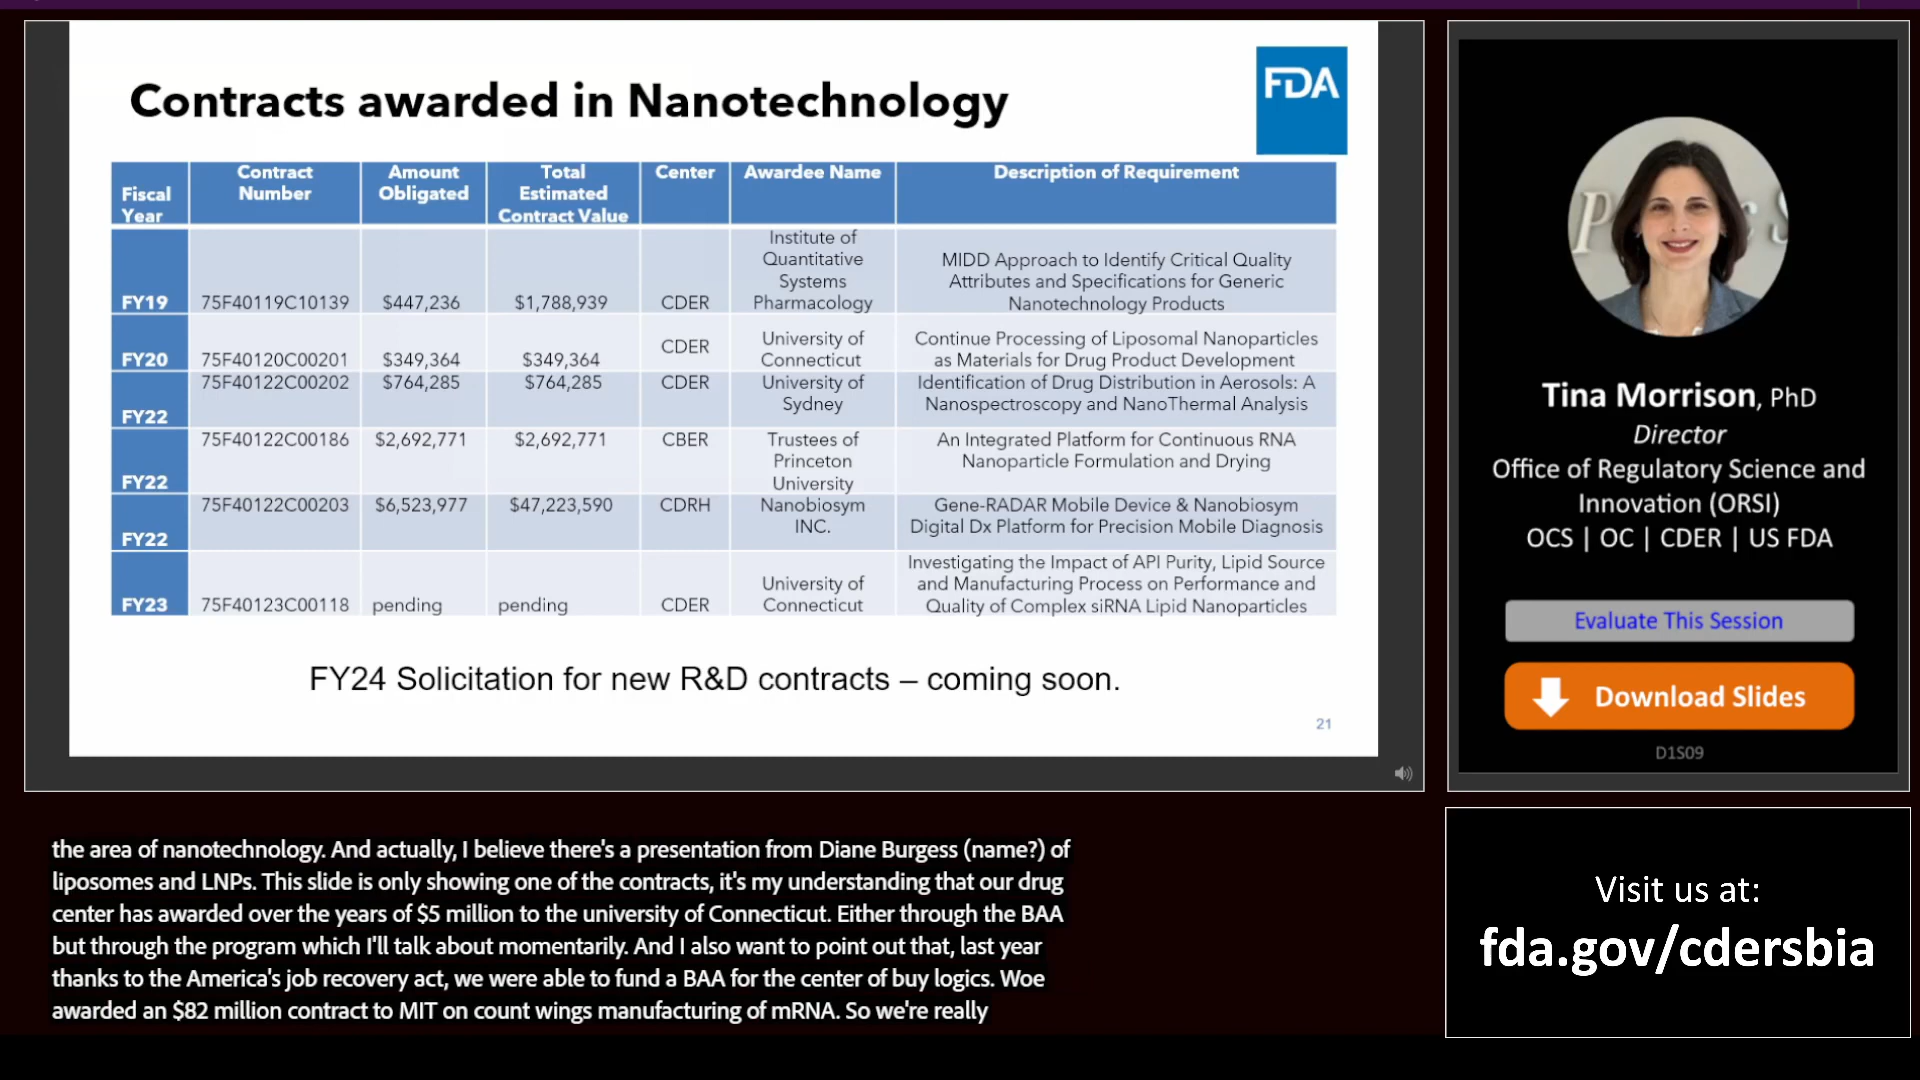 Contracts awarded in Nanotechnology
FDA
Fiscal Year
Contract Number
Amount Obligated
Total Estimated Contract Value
Center
Awardee Name
Description of Requirement
FY19
75F40119C10139
$447,236
$1,788,939
CDER
Institute of
Quantitative
Systems
Pharmacology
MIDD Approach to Identify Critical Quality
Attributes and Specifications for Generic
Nanotechnology Products
FY20
75F40120C00201
$349,364
$349,364
CDER
University of
Connecticut
Continue Processing of Liposomal Nanoparticles
as Materials for Drug Product Development
FY22
75F40122C00202
$764,285
$764,285
CDER
University of
Sydney
Identification of Drug Distribution in Aerosols: A
Nanospectroscopy and NanoThermal Analysis
FY22
75F40122C00186
$2,692,771
$2,692,771
CBER
Trustees of
Princeton
University
An Integrated Platform for Continuous RNA
Nanoparticle Formulation and Drying
FY22
75F40122C00203
$6,523,977
$47,223,590
CDRH
Nanobiosym
INC.
Gene-RADAR Mobile Device & Nanobiosym
Digital Dx Platform for Precision Mobile Diagnosis
FY23
75F40123C00118
pending
pending
CDER
University of
Connecticut
Investigating the Impact of API Purity, Lipid Source
and Manufacturing Process on Performance and
Quality of Complex siRNA Lipid Nanoparticles
FY24 Solicitation for new R&D contracts – coming soon.
21
Tina Morrison, PhD
Director
Office of Regulatory Science and
Innovation (ORSI)
OCS | OC | CDER | US FDA
Evaluate This Session
Download Slides
D1S09
the area of nanotechnology. And actually, I believe there's a presentation from Diane Burgess (name?) of
liposomes and LNPs. This slide is only showing one of the contracts, it's my understanding that our drug
center has awarded over the years of $5 million to the university of Connecticut. Either through the BAA
but through the program which I'll talk about momentarily. And I also want to point out that, last year
thanks to the America's job recovery act, we were able to fund a BAA for the center of buy logics. Woe
awarded an $82 million contract to MIT on count wings manufacturing of mRNA. So we're really
Visit us at:
fda.gov/cdersbia